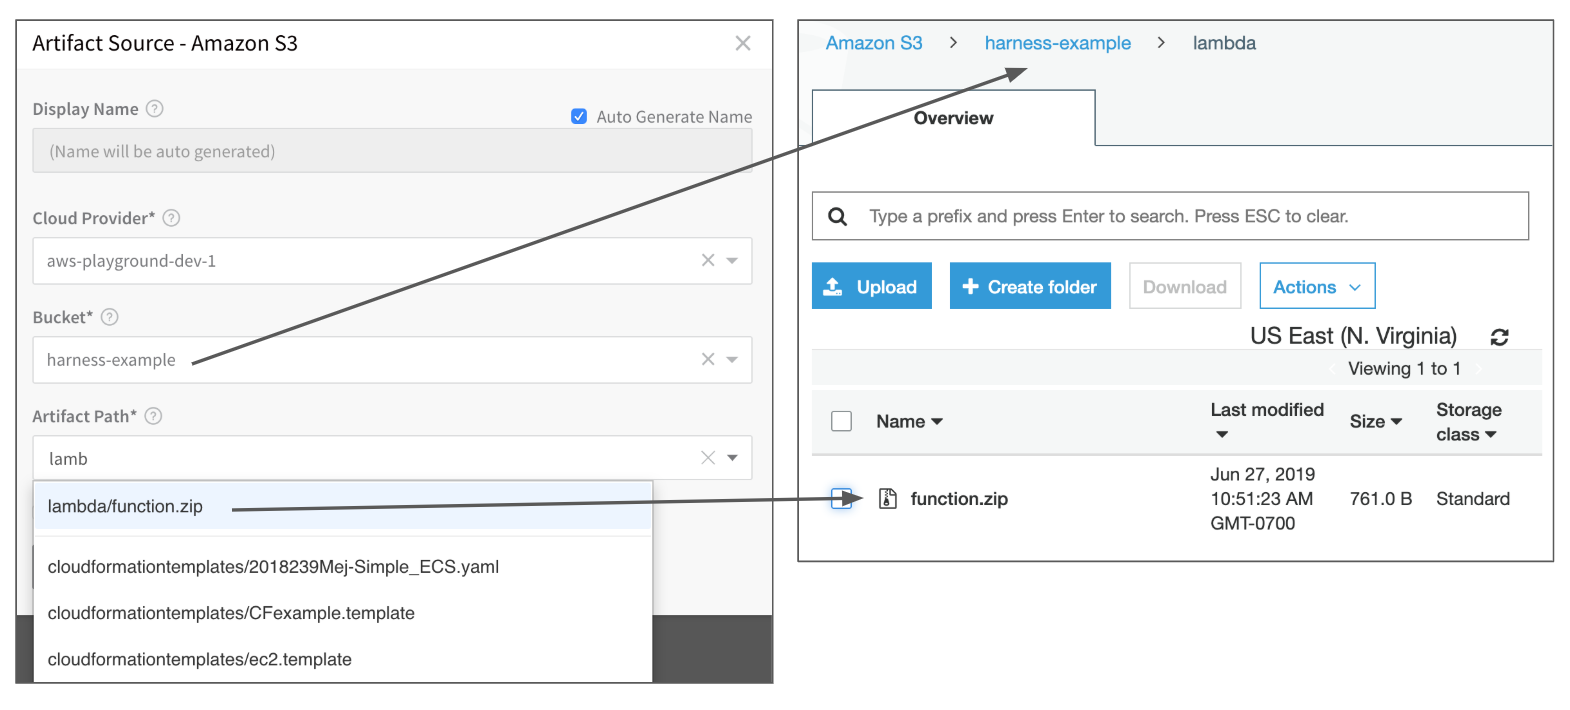 Artifact Source - Amazon S3
Display Name
Auto Generate Name
(Name will be auto generated)
Cloud Provider*
aws-playground-dev-1
Bucket*
harness-example
Artifact Path*
lamb
lambda/function.zip
cloudformationtemplates/2018239Mej-Simple_ECS.yaml
cloudformationtemplates/CFexample.template
cloudformationtemplates/ec2.template
Amazon S3 > harness-example > lambda
Overview
Type a prefix and press Enter to search. Press ESC to clear.
Upload + Create folder Download Actions
US East (N. Virginia)
Viewing 1 to 1
Name Last modified Size Storage class
function.zip Jun 27, 2019 10:51:23 AM GMT-0700 761.0 B Standard